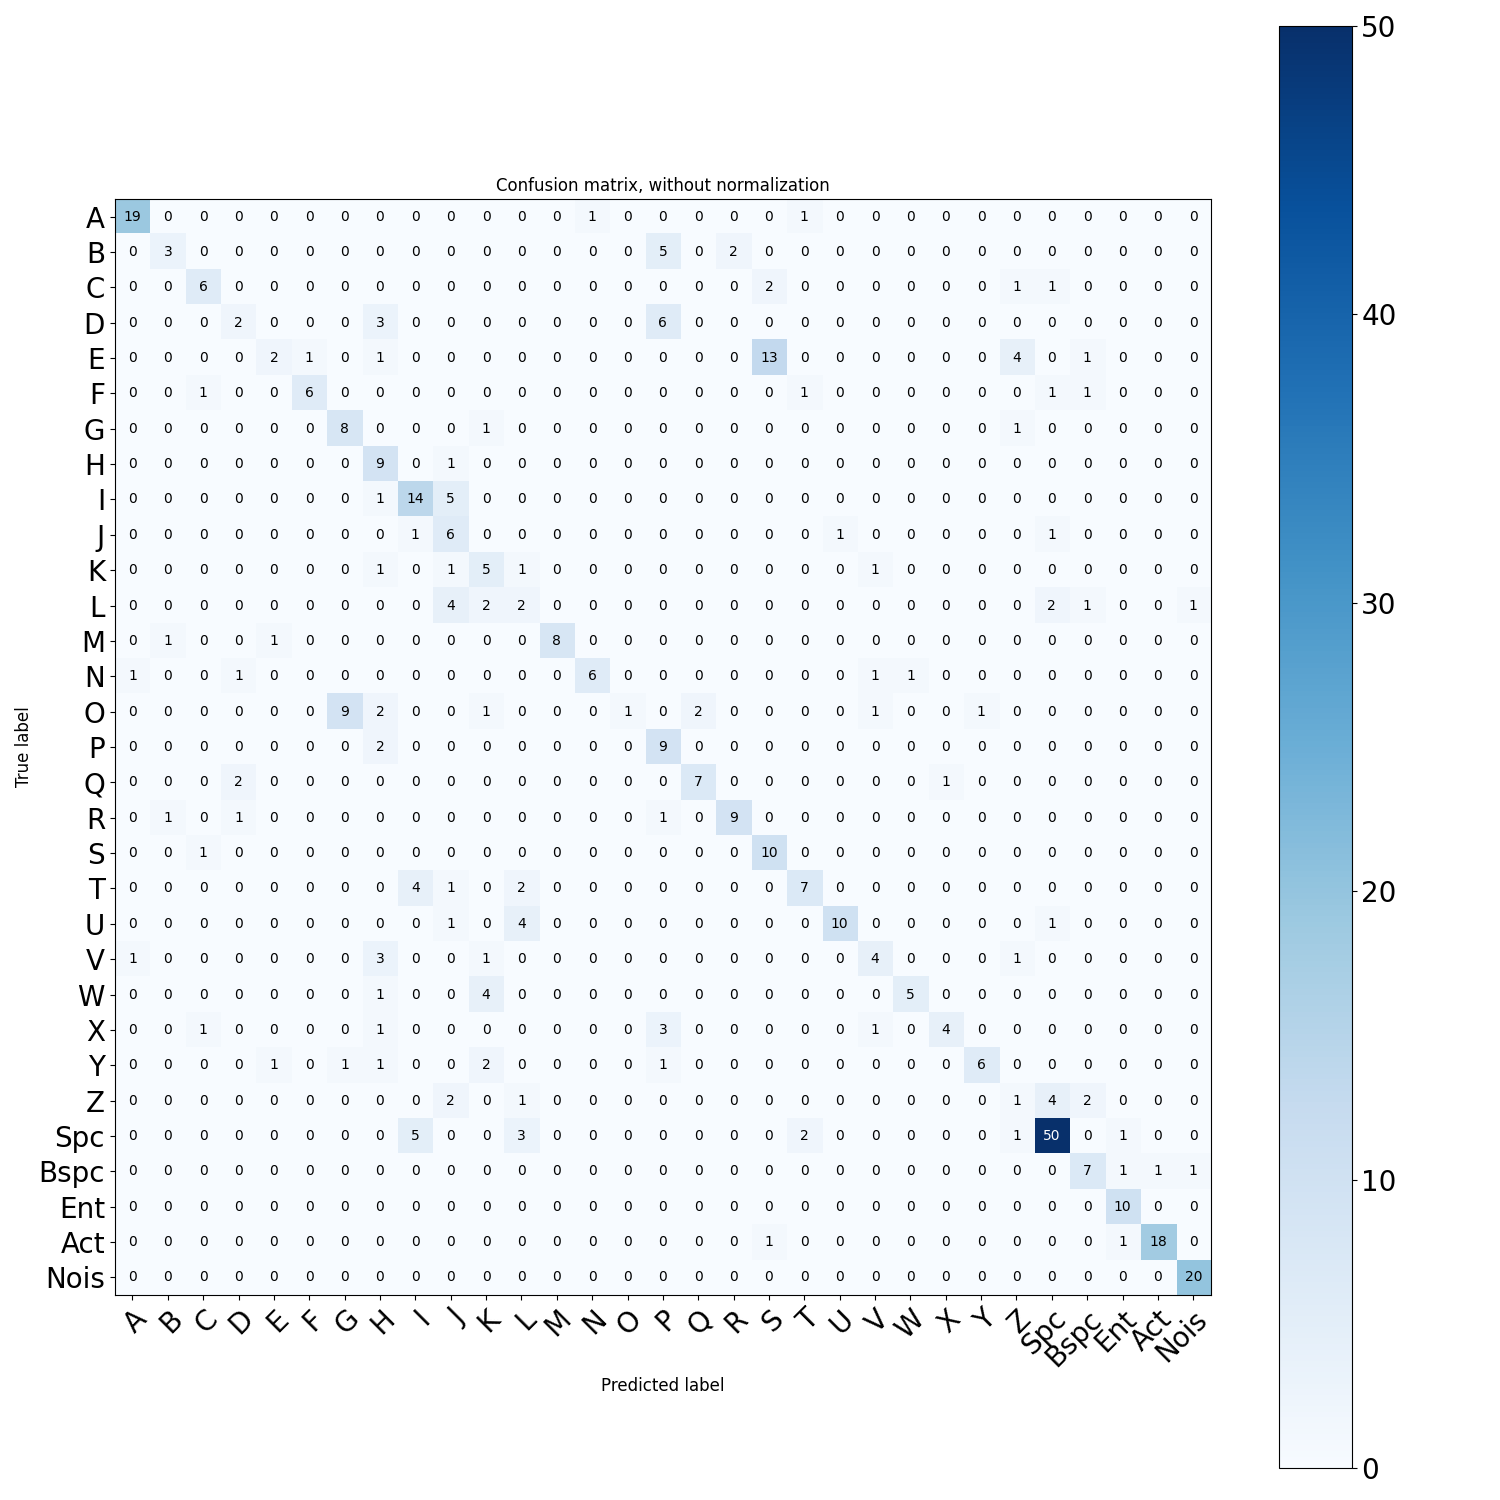 Confusion matrix, without normalization
A 19 0 0 0 0 0 0 0 0 0 0 0 0 1 0 0 0 0 0 1 0 0 0 0 0 0 0 0 0 0 0
B 0 3 0 0 0 0 0 0 0 0 0 0 0 0 0 5 0 2 0 0 0 0 0 0 0 0 0 0 0 0 0
C 0 0 6 0 0 0 0 0 0 0 0 0 0 0 0 0 0 0 2 0 0 0 0 0 0 1 1 0 0 0 0
D 0 0 0 2 0 0 0 3 0 0 0 0 0 0 0 6 0 0 0 0 0 0 0 0 0 0 0 0 0 0 0
E 0 0 0 0 2 1 0 1 0 0 0 0 0 0 0 0 0 0 13 0 0 0 0 0 0 4 0 1 0 0 0
F 0 0 1 0 0 6 0 0 0 0 0 0 0 0 0 0 0 0 0 1 0 0 0 0 0 0 1 1 0 0 0
G 0 0 0 0 0 0 8 0 0 0 1 0 0 0 0 0 0 0 0 0 0 0 0 0 0 1 0 0 0 0 0
H 0 0 0 0 0 0 0 9 0 1 0 0 0 0 0 0 0 0 0 0 0 0 0 0 0 0 0 0 0 0 0
I 0 0 0 0 0 0 0 1 14 5 0 0 0 0 0 0 0 0 0 0 0 0 0 0 0 0 0 0 0 0 0
J 0 0 0 0 0 0 0 0 1 6 0 0 0 0 0 0 0 0 0 0 1 0 0 0 0 0 1 0 0 0 0
K 0 0 0 0 0 0 0 1 0 1 5 1 0 0 0 0 0 0 0 0 0 1 0 0 0 0 0 0 0 0 0
L 0 0 0 0 0 0 0 0 0 4 2 2 0 0 0 0 0 0 0 0 0 0 0 0 0 0 2 1 0 0 1
M 0 1 0 0 1 0 0 0 0 0 0 0 8 0 0 0 0 0 0 0 0 0 0 0 0 0 0 0 0 0 0
N 1 0 0 1 0 0 0 0 0 0 0 0 0 6 0 0 0 0 0 0 0 1 1 0 0 0 0 0 0 0 0
O 0 0 0 0 0 0 9 2 0 0 1 0 0 0 1 0 2 0 0 0 0 1 0 0 1 0 0 0 0 0 0
P 0 0 0 0 0 0 0 2 0 0 0 0 0 0 0 9 0 0 0 0 0 0 0 0 0 0 0 0 0 0 0
Q 0 0 0 2 0 0 0 0 0 0 0 0 0 0 0 0 7 0 0 0 0 0 0 1 0 0 0 0 0 0 0
R 0 1 0 1 0 0 0 0 0 0 0 0 0 0 0 1 0 9 0 0 0 0 0 0 0 0 0 0 0 0 0
S 0 0 1 0 0 0 0 0 0 0 0 0 0 0 0 0 0 0 10 0 0 0 0 0 0 0 0 0 0 0 0
T 0 0 0 0 0 0 0 0 4 1 0 2 0 0 0 0 0 0 0 7 0 0 0 0 0 0 0 0 0 0 0
U 0 0 0 0 0 0 0 0 0 1 0 4 0 0 0 0 0 0 0 0 10 0 0 0 0 0 1 0 0 0 0
V 1 0 0 0 0 0 0 3 0 0 1 0 0 0 0 0 0 0 0 0 0 4 0 0 0 1 0 0 0 0 0
W 0 0 0 0 0 0 0 1 0 0 4 0 0 0 0 0 0 0 0 0 0 0 5 0 0 0 0 0 0 0 0
X 0 0 1 0 0 0 0 1 0 0 0 0 0 0 0 3 0 0 0 0 0 1 0 4 0 0 0 0 0 0 0
Y 0 0 0 0 1 0 1 1 0 0 2 0 0 0 0 1 0 0 0 0 0 0 0 0 6 0 0 0 0 0 0
Z 0 0 0 0 0 0 0 0 0 2 0 1 0 0 0 0 0 0 0 0 0 0 0 0 0 1 4 2 0 0 0
Spc 0 0 0 0 0 0 0 0 5 0 0 3 0 0 0 0 0 0 0 2 0 0 0 0 0 1 50 0 1 0 0
Bspc 0 0 0 0 0 0 0 0 0 0 0 0 0 0 0 0 0 0 0 0 0 0 0 0 0 0 0 7 1 1 1
Ent 0 0 0 0 0 0 0 0 0 0 0 0 0 0 0 0 0 0 0 0 0 0 0 0 0 0 0 0 10 0 0
Act 0 0 0 0 0 0 0 0 0 0 0 0 0 0 0 0 0 0 1 0 0 0 0 0 0 0 0 0 1 18 0
Nois 0 0 0 0 0 0 0 0 0 0 0 0 0 0 0 0 0 0 0 0 0 0 0 0 0 0 0 0 0 0 20
A B C D E F G H I J K L M N O P Q R S T U V W X Y Z Spc Bspc Ent Act Nois
Predicted label
True label
50
40
30
20
10
0